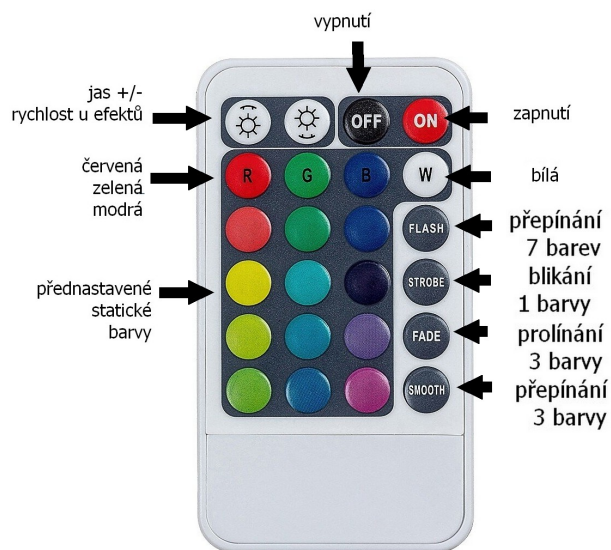 vypnutí
jas +/-
rychlost u efektů
zapnutí
OFF
ON
červená
zelená
modrá
R
G
B
W
bílá
FLASH
přepínání
7 barev
přednastavené
statické
barvy
STROBE
blikání
1 barvy
FADE
prolínání
3 barvy
SMOOTH
přepínání
3 barvy